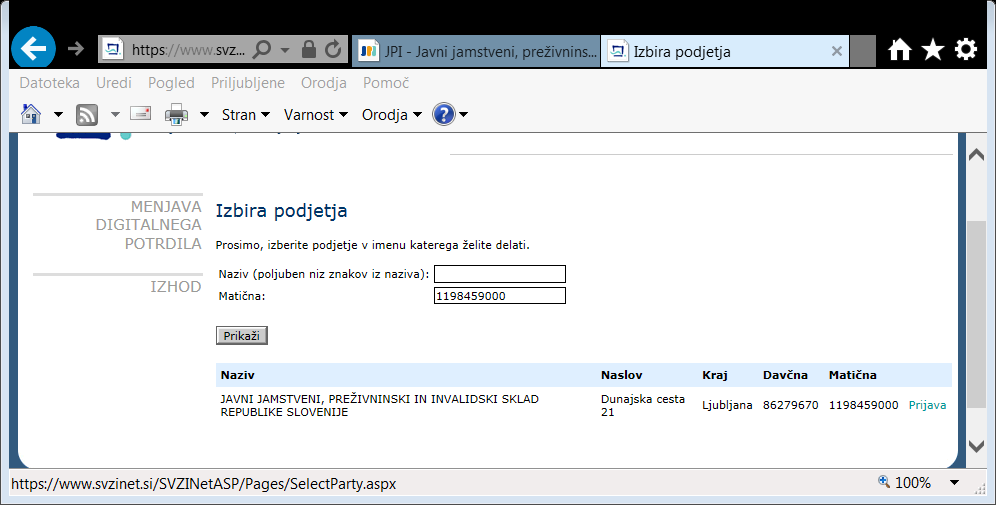 https://www.svz...
JPI - Javni jamstveni, preživnins...
Izbira podjetja
Datoteka Uredi Pogled Priljubljene Orodja Pomoč
Stran Varnost Orodja
MENJAVA
DIGITALNEGA
POTRDILA
IZHOD
Izbira podjetja
Prosimo, izberite podjetje v imenu katerega želite delati.
Naziv (poljuben niz znakov iz naziva):
Matična: 1198459000
Prikaži
Naziv Naslov Kraj Davčna Matična
JAVNI JAMSTVENI, PREŽIVNINSKI IN INVALIDSKI SKLAD
REPUBLIKE SLOVENIJE
Dunajska cesta
21
Ljubljana 86279670 1198459000 Prijava
https://www.svzinet.si/SVZINetASP/Pages/SelectParty.aspx
100%